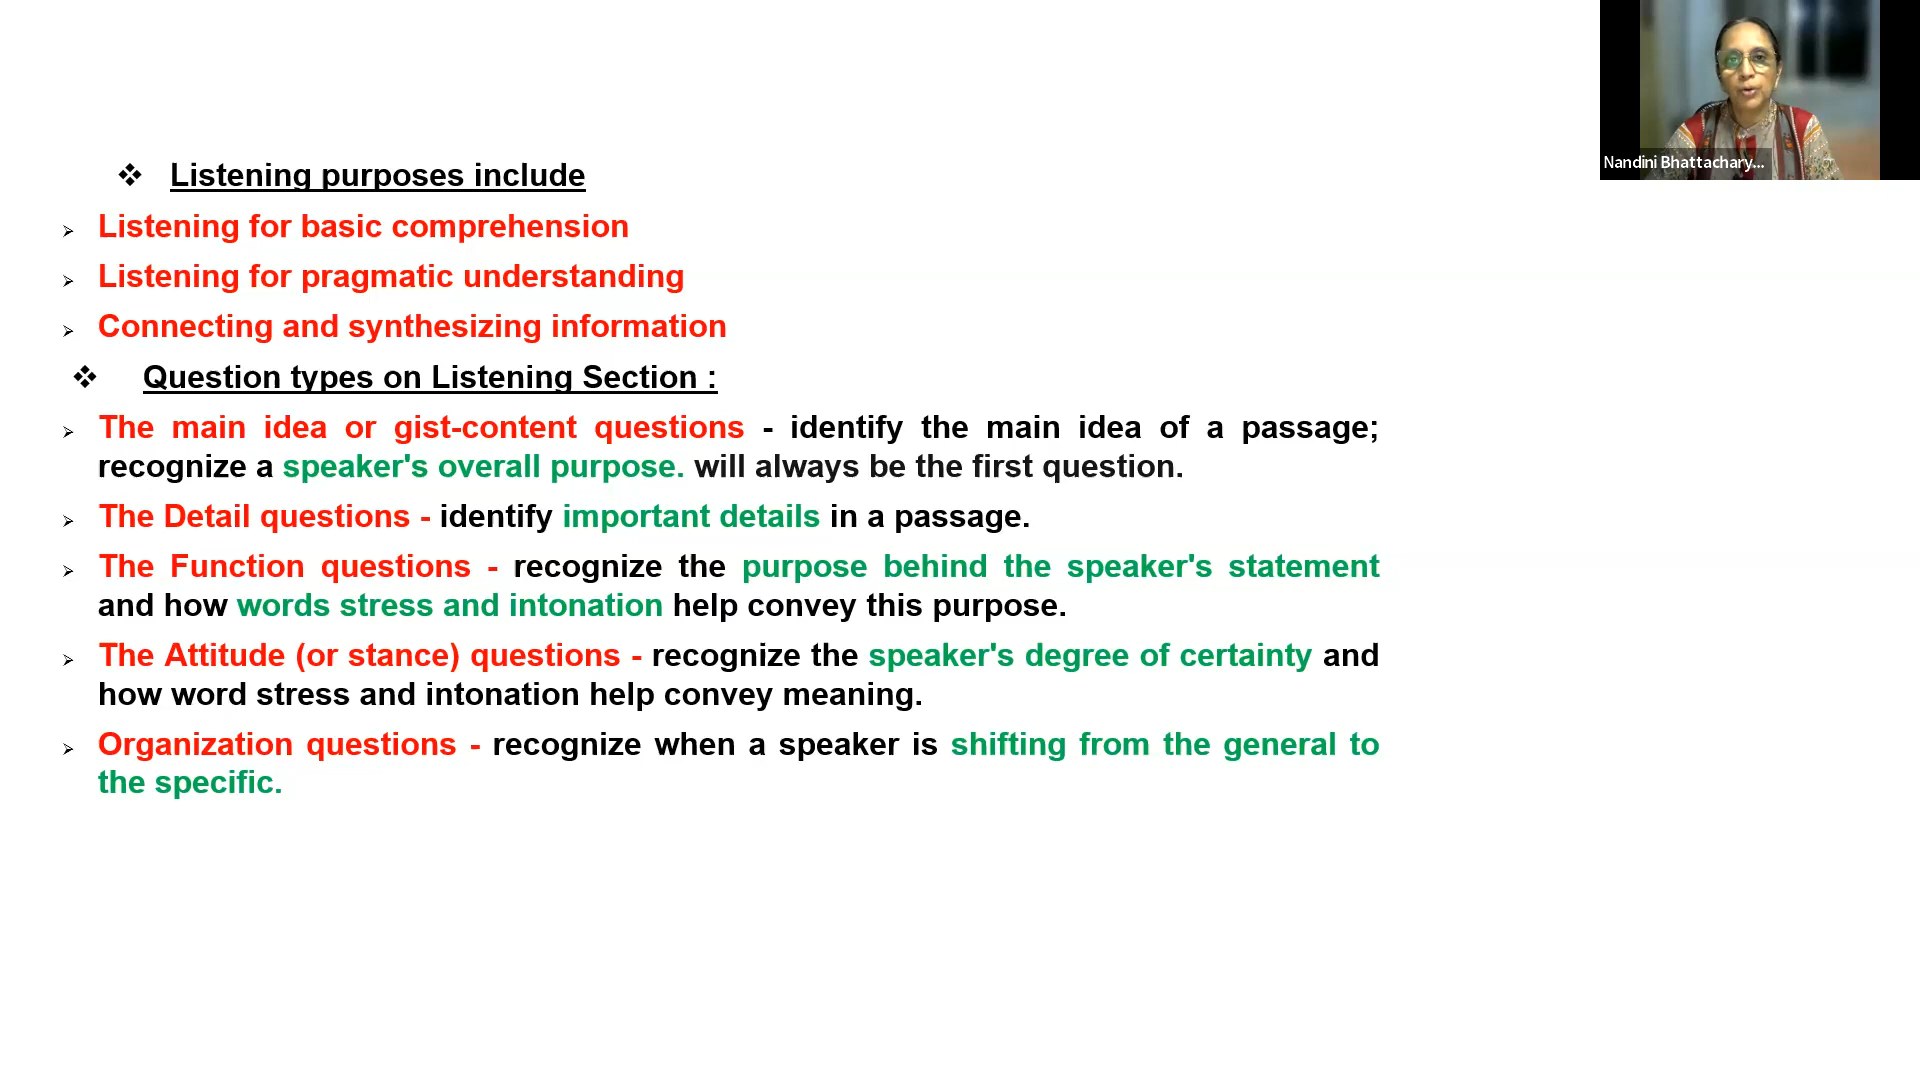 Nandini Bhattachary...
❖ Listening purposes include
➢ Listening for basic comprehension
➢ Listening for pragmatic understanding
➢ Connecting and synthesizing information
❖ Question types on Listening Section :
➢ The main idea or gist-content questions - identify the main idea of a passage;
recognize a speaker's overall purpose. will always be the first question.
➢ The Detail questions - identify important details in a passage.
➢ The Function questions - recognize the purpose behind the speaker's statement
and how words stress and intonation help convey this purpose.
➢ The Attitude (or stance) questions - recognize the speaker's degree of certainty and
how word stress and intonation help convey meaning.
➢ Organization questions - recognize when a speaker is shifting from the general to
the specific.